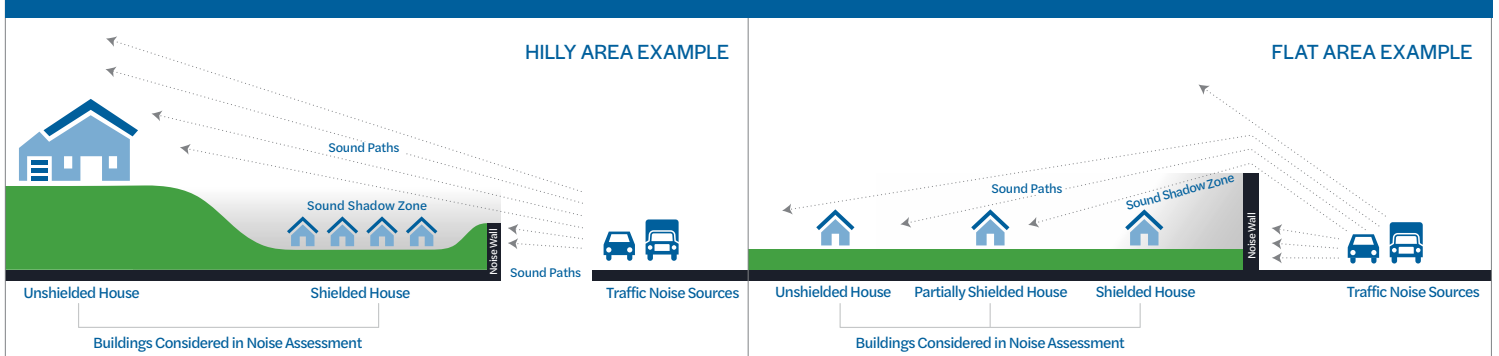 HILLY AREA EXAMPLE
Sound Paths
Sound Shadow Zone
Noise Wall
Sound Paths
Unshielded House
Shielded House
Traffic Noise Sources
Buildings Considered in Noise Assessment
FLAT AREA EXAMPLE
Sound Paths
Sound Shadow Zone
Noise Wall
Unshielded House
Partially Shielded House
Shielded House
Traffic Noise Sources
Buildings Considered in Noise Assessment